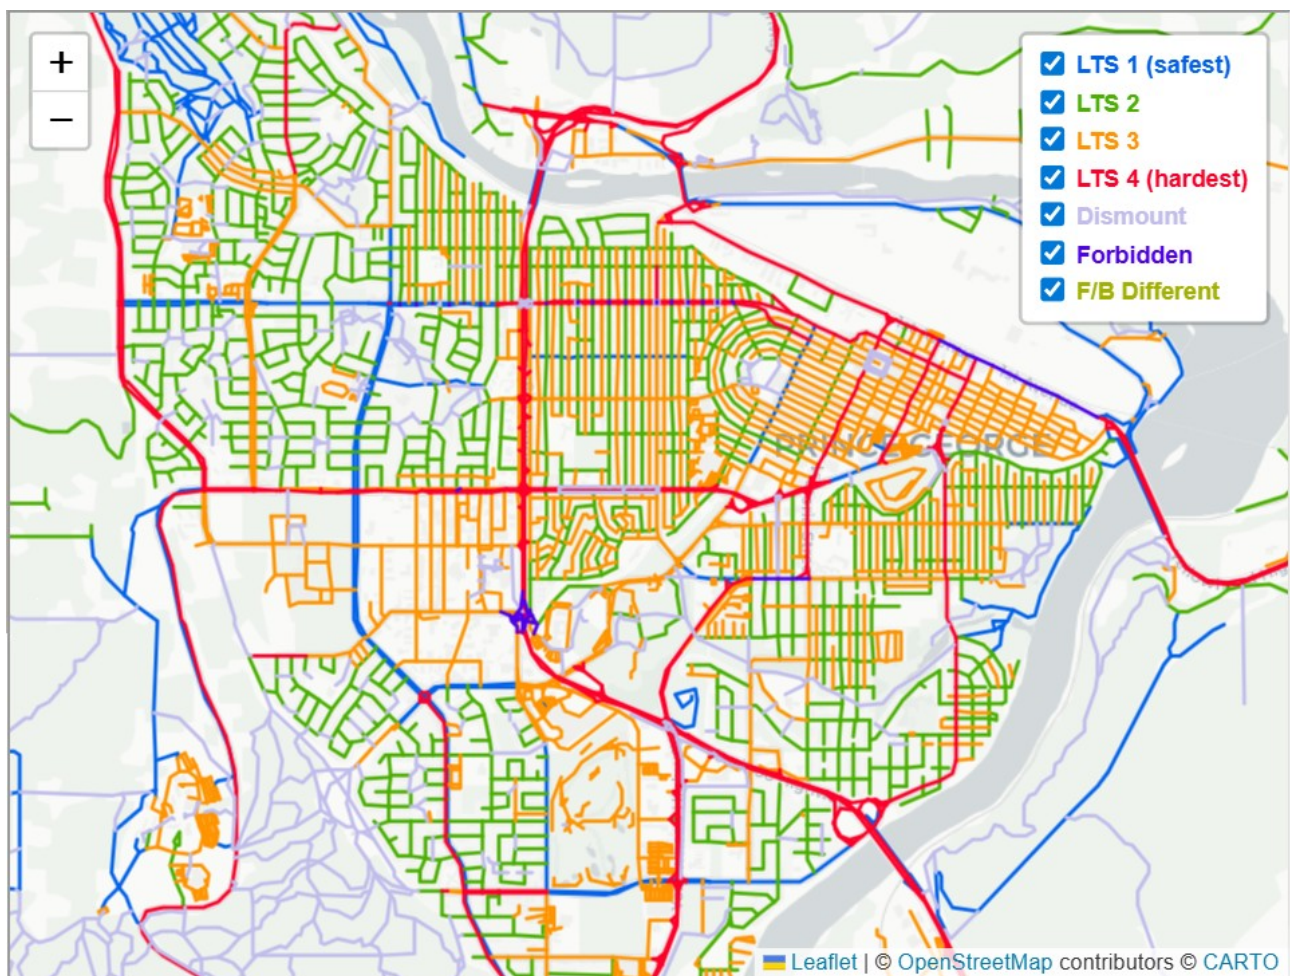 +
−
LTS 1 (safest)
LTS 2
LTS 3
LTS 4 (hardest)
Dismount
Forbidden
F/B Different
PRINCE GEORGE
Leaflet | © OpenStreetMap contributors © CARTO